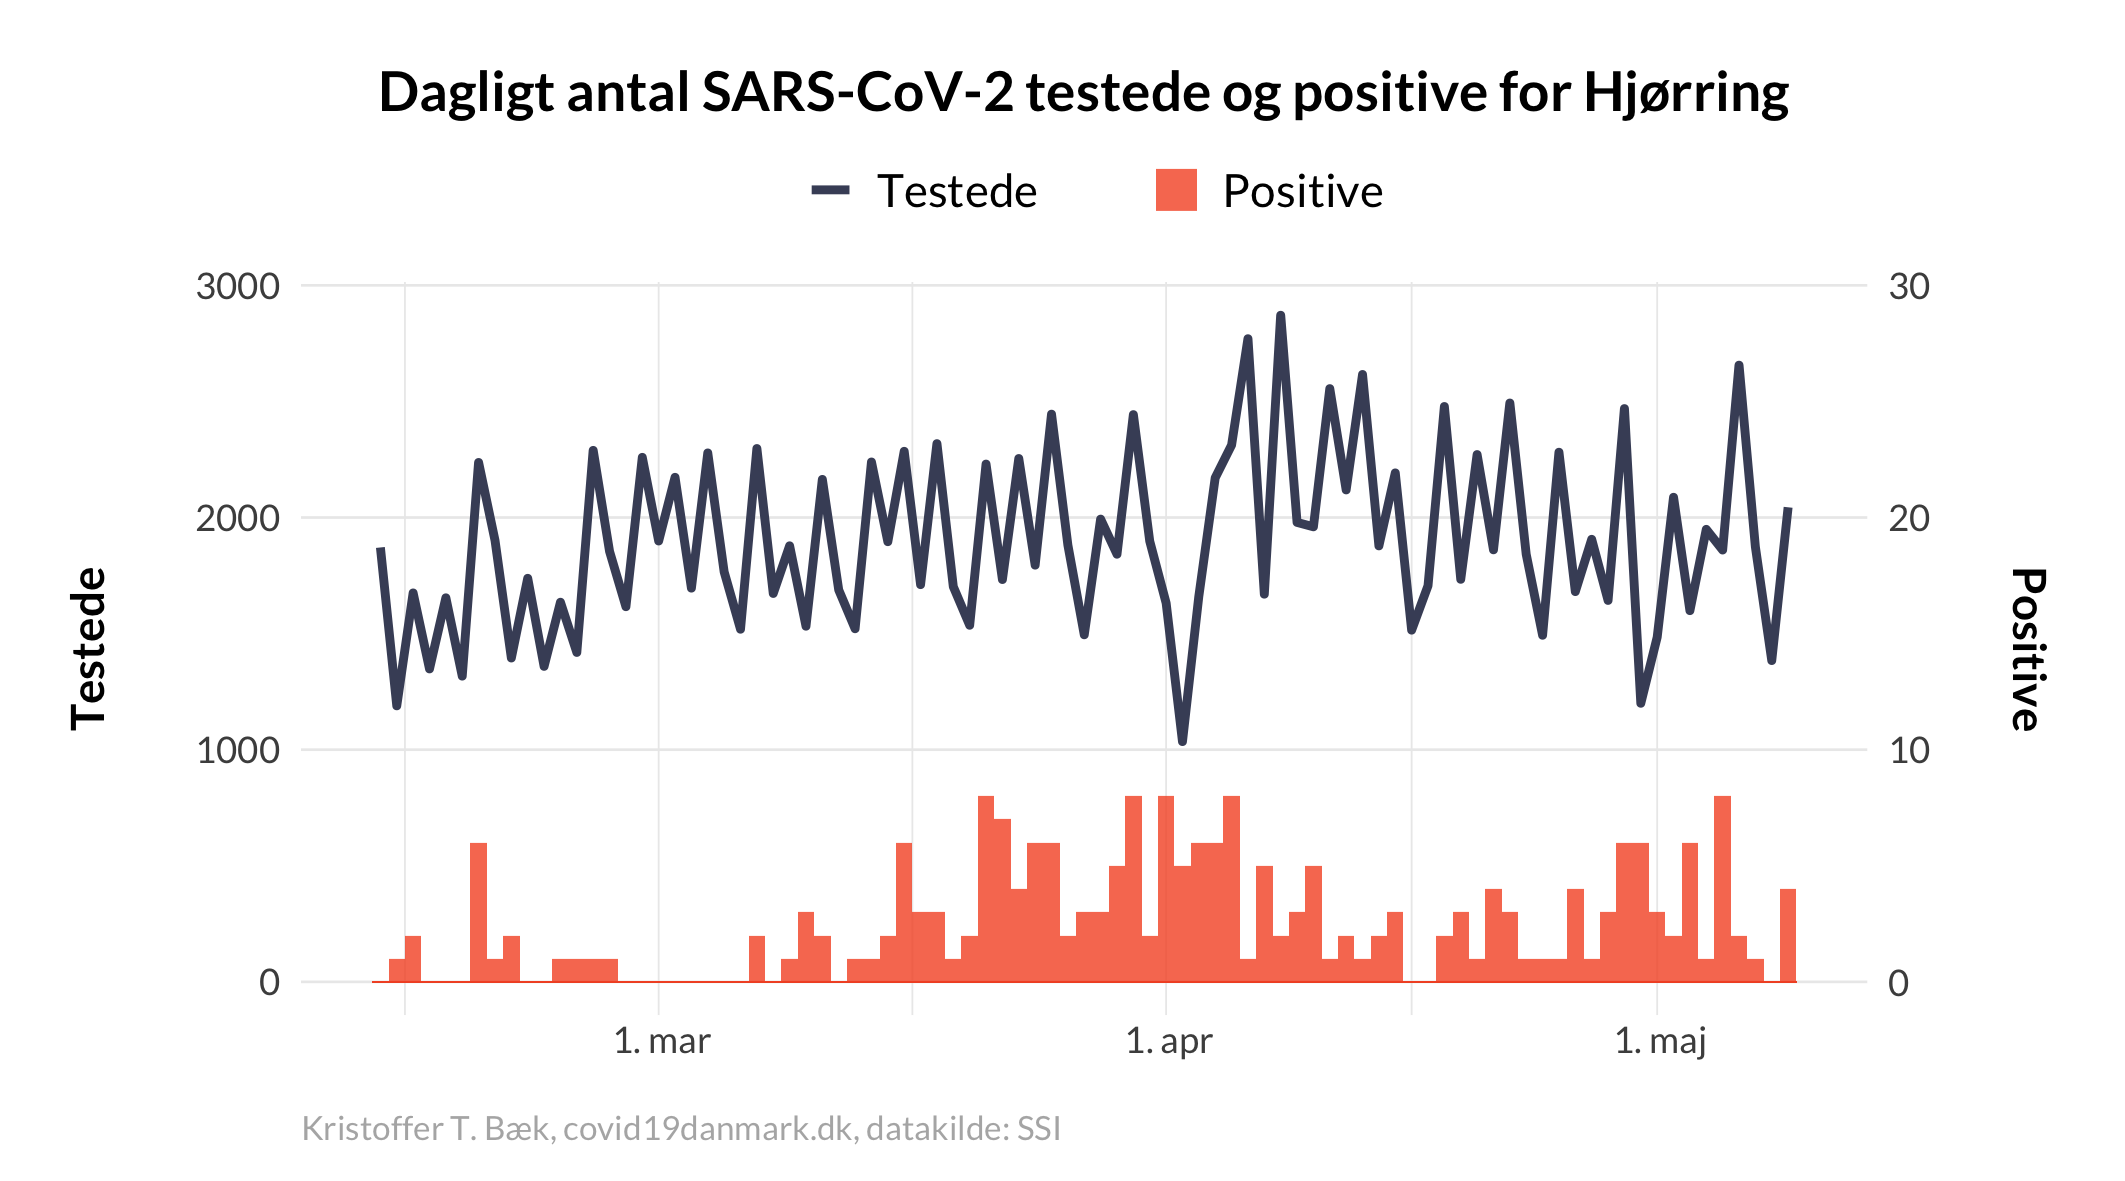 Dagligt antal SARS-CoV-2 testede og positive for Hjørring
Testede
Positive
3000
30
2000
20
1000
10
0
0
Testede
Positive
1. mar
1. apr
1. maj
Kristoffer T. Bæk, covid19danmark.dk, datakilde: SSI